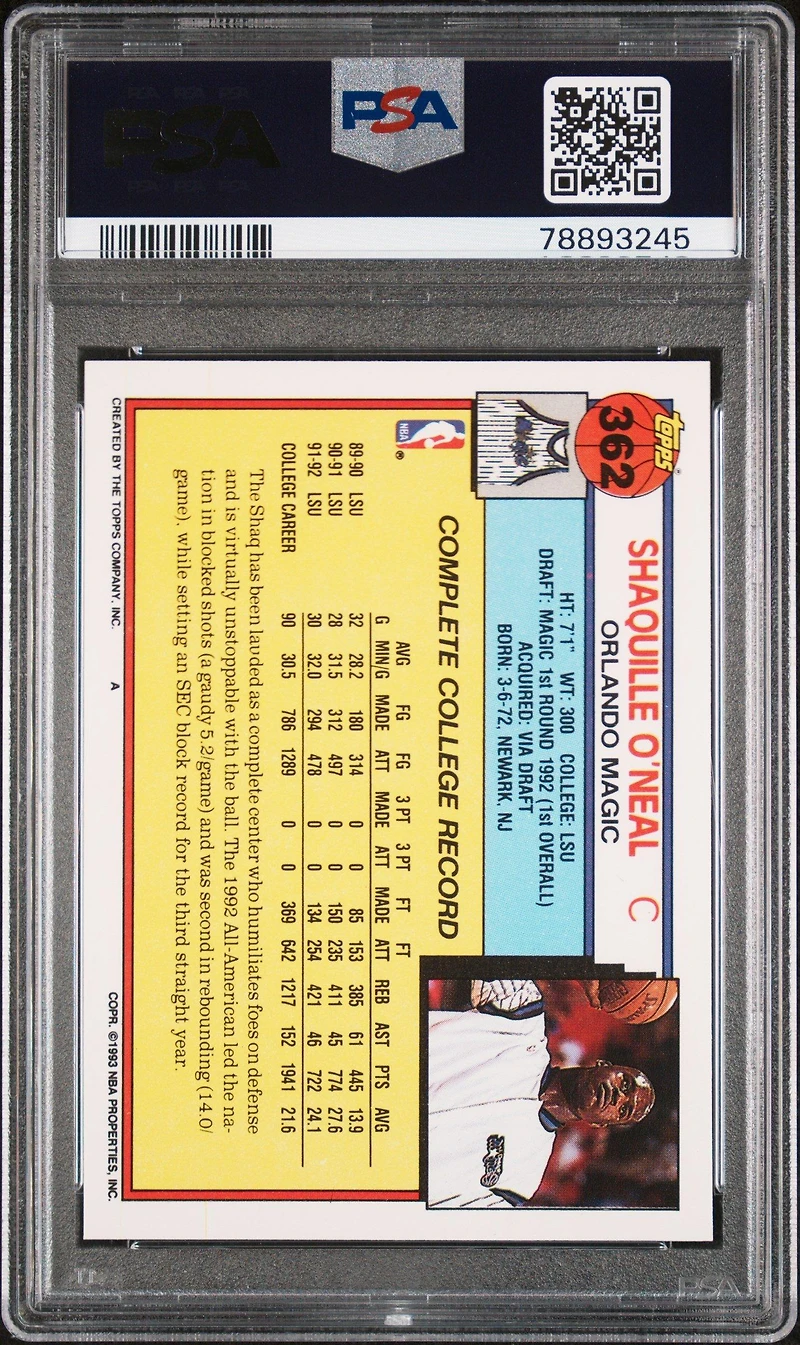 PSA
PSA
78893245
Topps
362
SHAQUILLE O'NEAL C
ORLANDO MAGIC
HT: 7'1" WT: 300 COLLEGE: LSU
DRAFT: MAGIC 1st ROUND 1992 (1st OVERALL)
ACQUIRED: VIA DRAFT
BORN: 3-6-72, NEWARK, NJ
NBA ®
COMPLETE COLLEGE RECORD
AVG FG FG 3 PT 3 PT FT FT
G MIN/G MADE ATT MADE ATT MADE ATT REB AST PTS AVG
89-90 LSU 32 28.2 180 314 0 0 85 153 385 61 445 13.9
90-91 LSU 28 31.5 312 497 0 0 150 235 411 45 774 27.6
91-92 LSU 30 32.0 294 478 0 0 134 254 421 46 722 24.1
COLLEGE CAREER 90 30.5 786 1289 0 0 369 642 1217 152 1941 21.6
The Shaq has been lauded as a complete center who humiliates foes on defense
and is virtually unstoppable with the ball. The 1992 All-American led the na-
tion in blocked shots (a gaudy 5.2/game) and was second in rebounding (14.0/
game), while setting an SEC block record for the third straight year.
CREATED BY THE TOPPS COMPANY, INC. A COPR. ©1993 NBA PROPERTIES, INC.
PSA